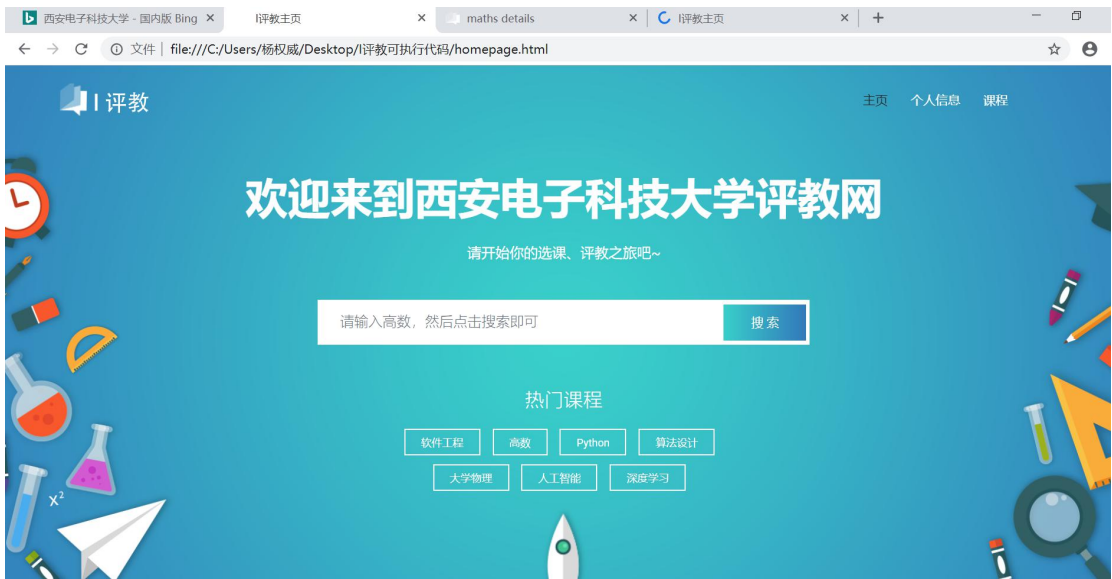 西安电子科技大学 - 国内版 Bing
I评教主页
maths details
I评教主页
文件 | file:///C:/Users/杨权威/Desktop/I评教可执行代码/homepage.html
I 评教
主页 个人信息 课程
欢迎来到西安电子科技大学评教网
请开始你的选课、评教之旅吧~
请输入高数，然后点击搜索即可 搜索
热门课程
软件工程 高数 Python 算法设计
大学物理 人工智能 深度学习
x²